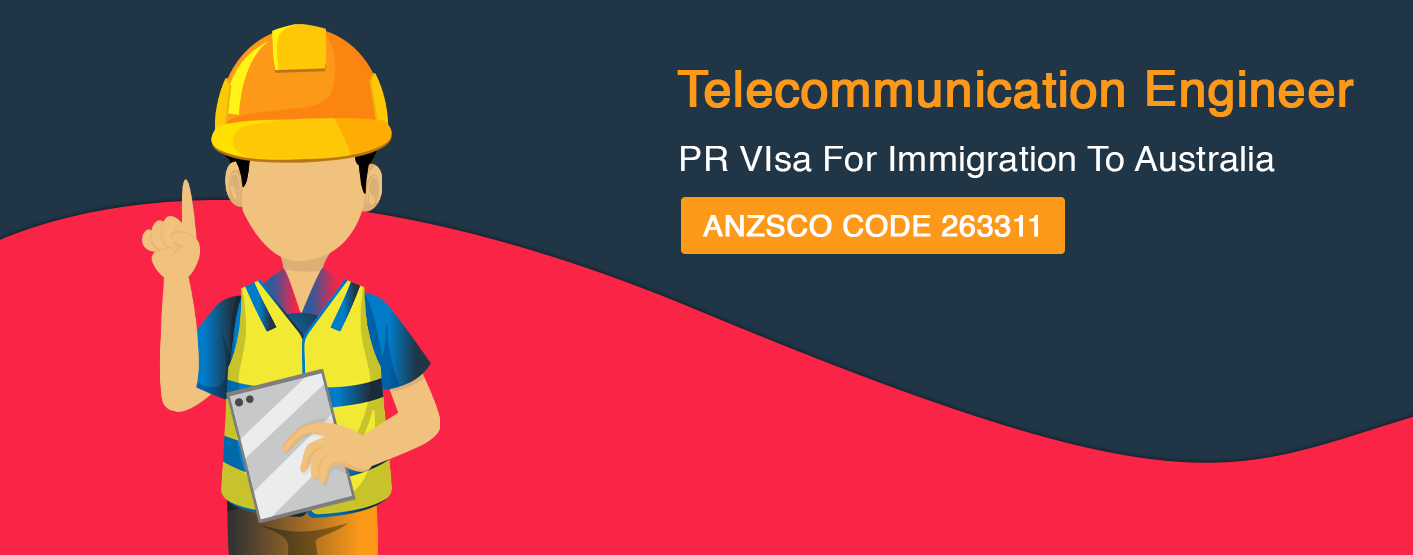 Telecommunication Engineer
PR VIsa For Immigration To Australia
ANZSCO CODE 263311